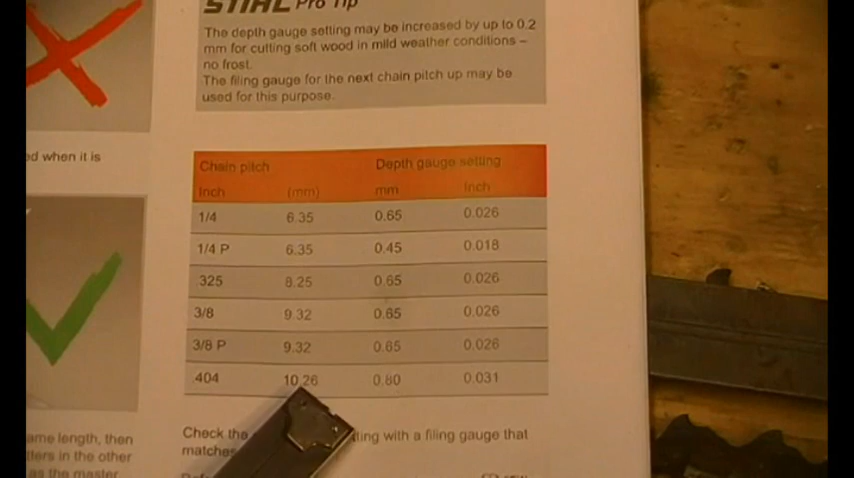 STIHL Pro Tip
The depth gauge setting may be increased by up to 0.2
mm for cutting soft wood in mild weather conditions –
no frost.
The filing gauge for the next chain pitch up may be
used for this purpose.
ed when it is
Chain pitch Depth gauge setting
Inch (mm) mm Inch
1/4 6.35 0.65 0.026
1/4 P 6.35 0.45 0.018
.325 8.25 0.65 0.026
3/8 9.32 0.65 0.026
3/8 P 9.32 0.65 0.026
.404 10.26 0.80 0.031
Check the ting with a filing gauge that
matches
ame length, then
tters in the other
as the master